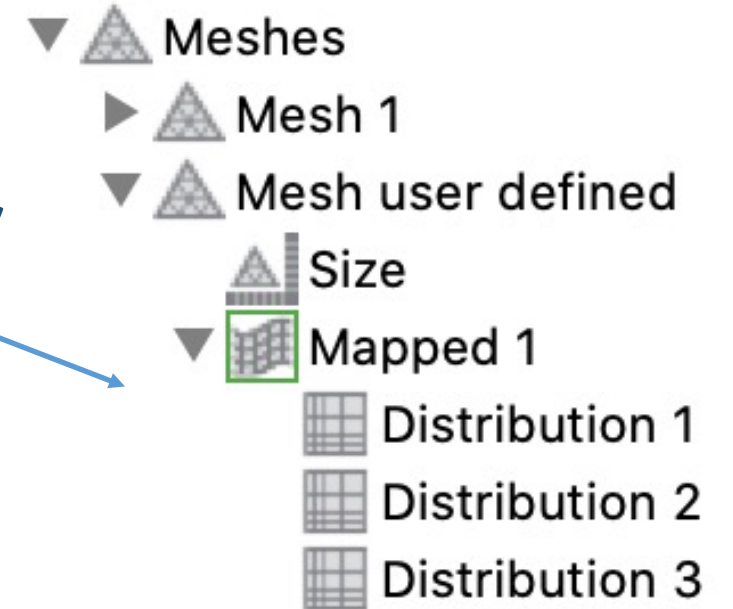 Meshes
Mesh 1
Mesh user defined
Size
Mapped 1
Distribution 1
Distribution 2
Distribution 3